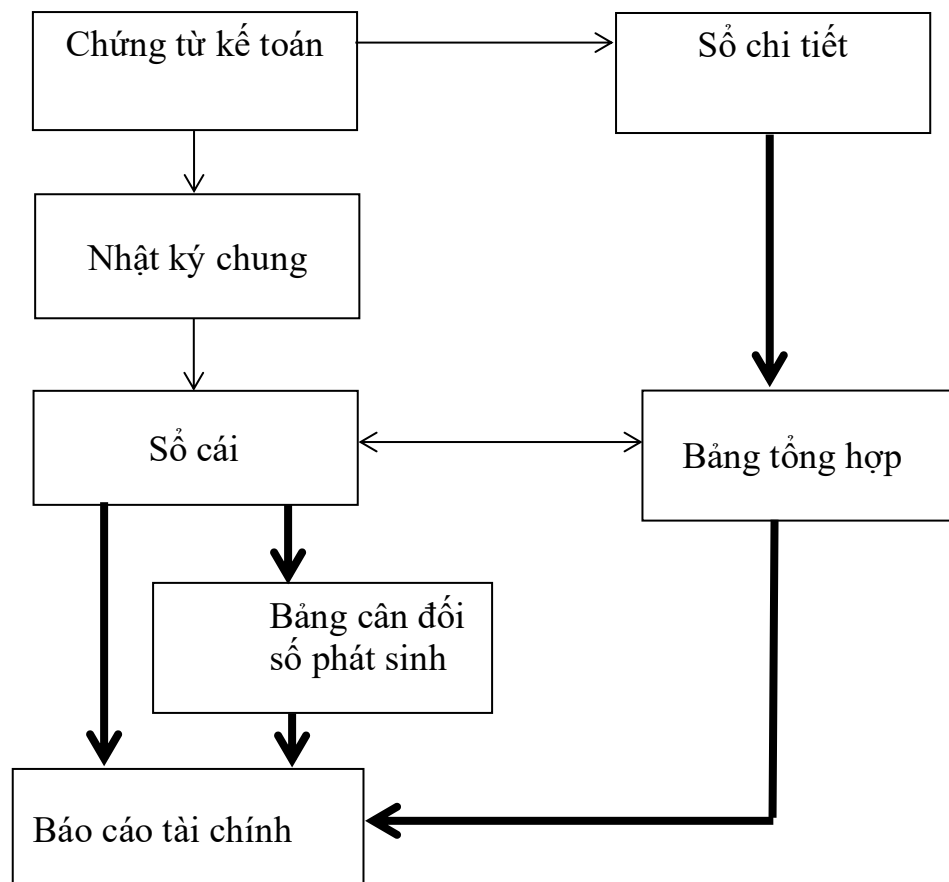 Chứng từ kế toán
Sổ chi tiết
Nhật ký chung
Sổ cái
Bảng tổng hợp
Bảng cân đối
số phát sinh
Báo cáo tài chính